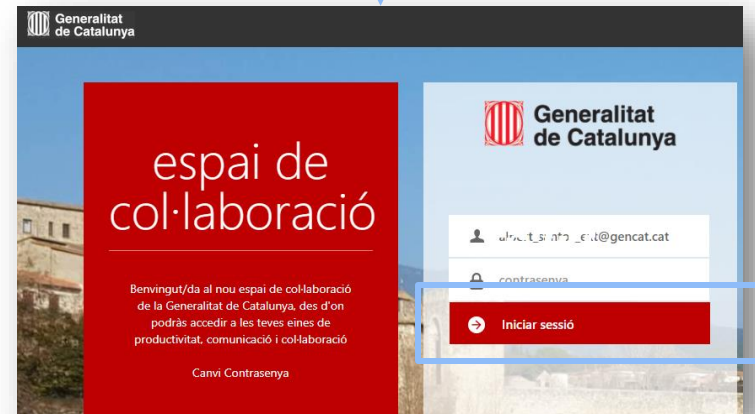 Generalitat
de Catalunya
espai de
col·laboració
Benvingut/da al nou espai de col·laboració
de la Generalitat de Catalunya, des d'on
podràs accedir a les teves eines de
productivitat, comunicació i col·laboració
Canvi Contrasenya
Generalitat
de Catalunya
@gencat.cat
contrasenya
Iniciar sessió